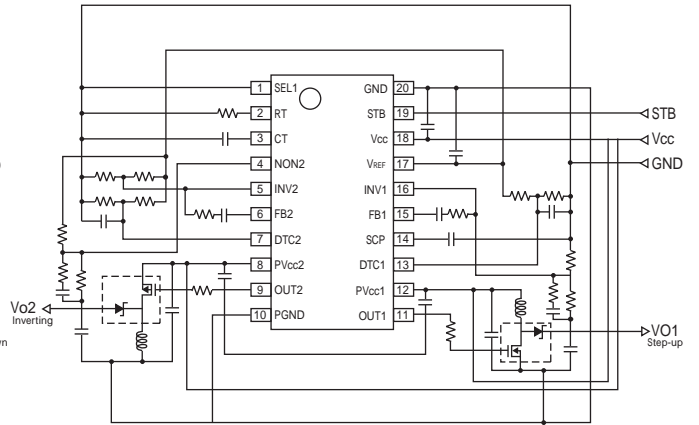 1 SEL1
2 RT
3 CT
4 NON2
5 INV2
6 FB2
7 DTC2
8 PVcc2
9 OUT2
10 PGND
GND 20
STB 19
Vcc 18
VREF 17
INV1 16
FB1 15
SCP 14
DTC1 13
PVcc1 12
OUT1 11
STB
Vcc
GND
Vo2
Inverting
VO1
Step-up